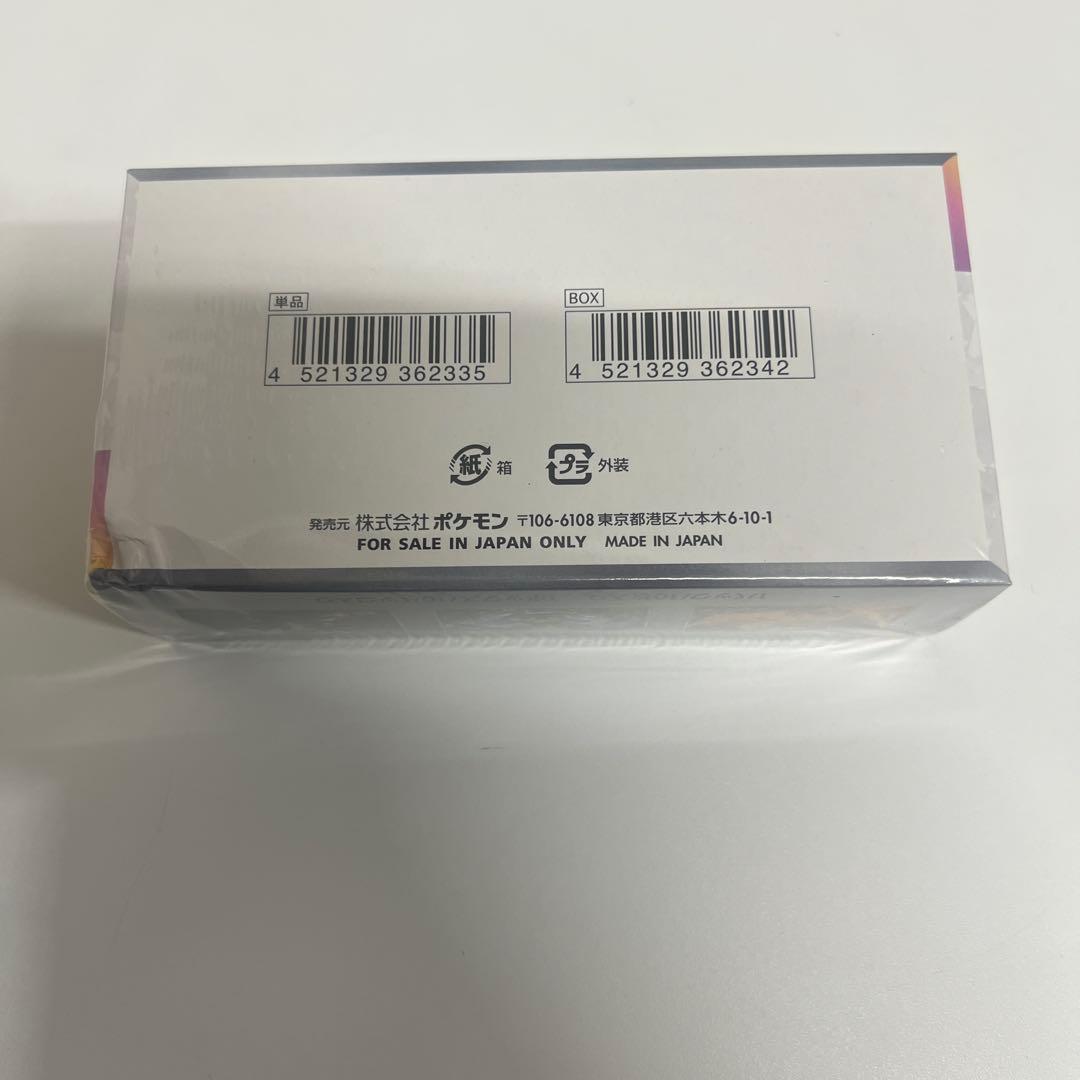 単品
4 521329 362335
BOX
4 521329 362342
紙 箱
プラ 外装
発売元 株式会社ポケモン 〒106-6108 東京都港区六本木6-10-1
FOR SALE IN JAPAN ONLY MADE IN JAPAN